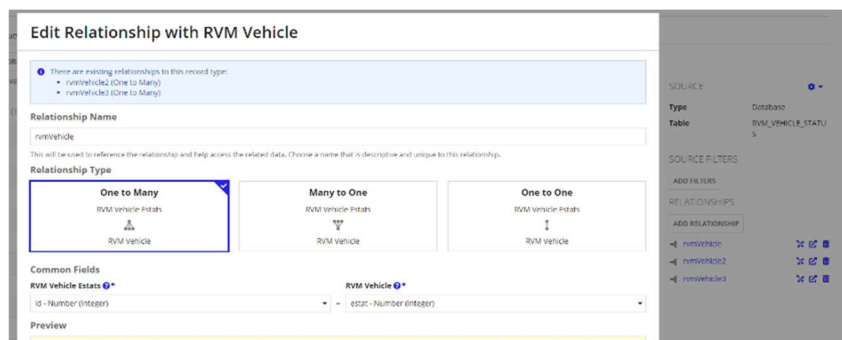 Edit Relationship with RVM Vehicle
There are existing relationships to this record type:
rvmVehicle2 (One to Many)
rvmVehicle3 (One to Many)
Relationship Name
rvmVehicle
This will be used to reference the relationship and help access the related data. Choose a name that is descriptive and unique to this relationship.
Relationship Type
One to Many
RVM Vehicle Estats
RVM Vehicle
Many to One
RVM Vehicle Estats
RVM Vehicle
One to One
RVM Vehicle Estats
RVM Vehicle
Common Fields
RVM Vehicle Estats ?*
id - Number (Integer)
=
RVM Vehicle ?*
estat - Number (Integer)
Preview
SOURCE
Type Database
Table RVM_VEHICLE_STATU
S
SOURCE FILTERS
ADD FILTERS
RELATIONSHIPS
ADD RELATIONSHIP
rvmVehicle
rvmVehicle2
rvmVehicle3